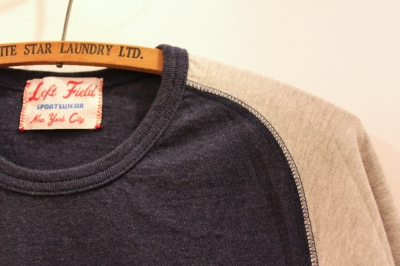 ITE STAR LAUNDRY LTD.
Left Field
SPORTSWEAR
New York City